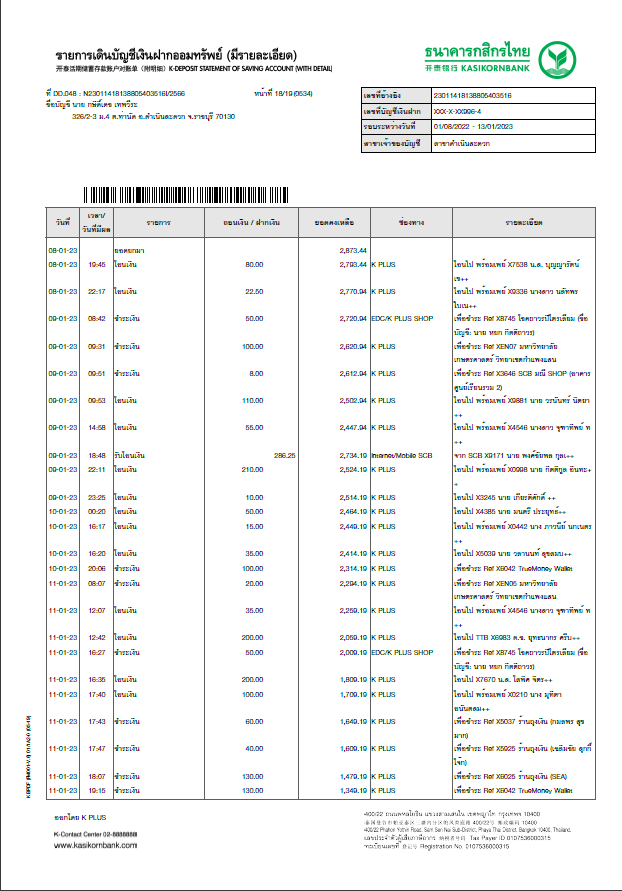 รายการเดินบัญชีเงินฝากออมทรัพย์ (มีรายละเอียด)
开泰活期储蓄存款账户对账单（附明细）K-DEPOSIT STATEMENT OF SAVING ACCOUNT (WITH DETAIL)
ธนาคารกสิกรไทย
开泰银行 KASIKORNBANK
ที่ DD.048 : N23011418138805403516I/2566 หน้าที่ 18/19 (0534)
ชื่อบัญชี นาย กษิดิ์เดช เทพวีระ
326/2-3 ม.4 ต.ท่านัด อ.ดำเนินสะดวก จ.ราชบุรี 70130
เลขที่อ้างอิง 23011418138805403516
เลขที่บัญชีเงินฝาก XXX-X-XX996-4
รอบระหว่างวันที่ 01/08/2022 - 13/01/2023
สาขาเจ้าของบัญชี สาขาดำเนินสะดวก
วันที่ เวลา/ วันที่มีผล รายการ ถอนเงิน / ฝากเงิน ยอดคงเหลือ ช่องทาง รายละเอียด
08-01-23 ยอดยกมา 2,873.44
08-01-23 19:45 โอนเงิน 80.00 2,793.44 K PLUS โอนไป พร้อมเพย์ X7538 น.ส. บุญญารัตน์
เข++
08-01-23 22:17 โอนเงิน 22.50 2,770.94 K PLUS โอนไป พร้อมเพย์ X9336 นางสาว นลัทพร
ใบเน++
09-01-23 08:42 ชำระเงิน 50.00 2,720.94 EDC/K PLUS SHOP เพื่อชำระ Ref X8745 โชคถาวรปิโตรเลียม (ชื่อ
บัญชี: นาย หยก กิตติถาวร)
09-01-23 09:31 ชำระเงิน 100.00 2,620.94 K PLUS เพื่อชำระ Ref XEN07 มหาวิทยาลัย
เกษตรศาสตร์ วิทยาเขตกำแพงแสน
09-01-23 09:51 ชำระเงิน 8.00 2,612.94 K PLUS เพื่อชำระ Ref X3646 SCB มณี SHOP (อาคาร
ศูนย์เรียนรวม 2)
09-01-23 09:53 โอนเงิน 110.00 2,502.94 K PLUS โอนไป พร้อมเพย์ X9881 นาย วรนันทร์ นิตยา
++
09-01-23 14:58 โอนเงิน 55.00 2,447.94 K PLUS โอนไป พร้อมเพย์ X4546 นางสาว จุฑาทิพย์ ท
++
09-01-23 18:48 รับโอนเงิน 286.25 2,734.19 Internet/Mobile SCB จาก SCB X9171 นาย พงศ์ชัยพล กุลเ++
09-01-23 22:11 โอนเงิน 210.00 2,524.19 K PLUS โอนไป พร้อมเพย์ X0998 นาย กิตติกูล อินทะ+
+
09-01-23 23:25 โอนเงิน 10.00 2,514.19 K PLUS โอนไป X3245 นาย เกียรติศักดิ์ ++
10-01-23 00:20 โอนเงิน 50.00 2,464.19 K PLUS โอนไป X4385 นาย มนตรี ประยุทธ์++
10-01-23 16:17 โอนเงิน 15.00 2,449.19 K PLUS โอนไป พร้อมเพย์ X0442 นาง ภาวนีย์ นกเนตร
++
10-01-23 16:20 โอนเงิน 35.00 2,414.19 K PLUS โอนไป X5039 นาย วสานนท์ สุขสมบ++
10-01-23 20:06 ชำระเงิน 100.00 2,314.19 K PLUS เพื่อชำระ Ref X6042 TrueMoney Wallet
11-01-23 08:07 ชำระเงิน 20.00 2,294.19 K PLUS เพื่อชำระ Ref XEN05 มหาวิทยาลัย
เกษตรศาสตร์ วิทยาเขตกำแพงแสน
11-01-23 12:07 โอนเงิน 35.00 2,259.19 K PLUS โอนไป พร้อมเพย์ X4546 นางสาว จุฑาทิพย์ ท
++
11-01-23 12:42 โอนเงิน 200.00 2,059.19 K PLUS โอนไป TTB X6983 ด.ช. ยุทธนากร ศรีบ++
11-01-23 16:27 ชำระเงิน 50.00 2,009.19 EDC/K PLUS SHOP เพื่อชำระ Ref X8745 โชคถาวรปิโตรเลียม (ชื่อ
บัญชี: นาย หยก กิตติถาวร)
11-01-23 16:35 โอนเงิน 200.00 1,809.19 K PLUS โอนไป X7670 น.ส. โสพิศ จิตร++
11-01-23 17:40 โอนเงิน 100.00 1,709.19 K PLUS โอนไป พร้อมเพย์ X0210 นาง มุทิตา
อนันตสม++
11-01-23 17:43 ชำระเงิน 60.00 1,649.19 K PLUS เพื่อชำระ Ref X5037 ร้านถุงเงิน (กมลพร สุข
มาก)
11-01-23 17:47 ชำระเงิน 40.00 1,609.19 K PLUS เพื่อชำระ Ref X5925 ร้านถุงเงิน (เฉลิมชัย สุกกี้
โจ๊ก)
11-01-23 18:07 ชำระเงิน 130.00 1,479.19 K PLUS เพื่อชำระ Ref X6025 ร้านถุงเงิน (SEA)
11-01-23 19:15 ชำระเงิน 130.00 1,349.19 K PLUS เพื่อชำระ Ref X6042 TrueMoney Wallet
ออกโดย K PLUS
K-Contact Center 02-8888888
www.kasikornbank.com
400/22 ถนนพหลโยธิน แขวงสามเสนใน เขตพญาไท กรุงเทพฯ 10400
400/22 Phahon Yothin Road, Sam Sen Nai Sub-District, Phaya Thai District, Bangkok 10400, Thailand.
เลขประจำตัวผู้เสียภาษีอากร 纳税者号码 Tax Payer ID 0107536000315
ทะเบียนเลขที่ 登记号 Registration No. 0107536000315